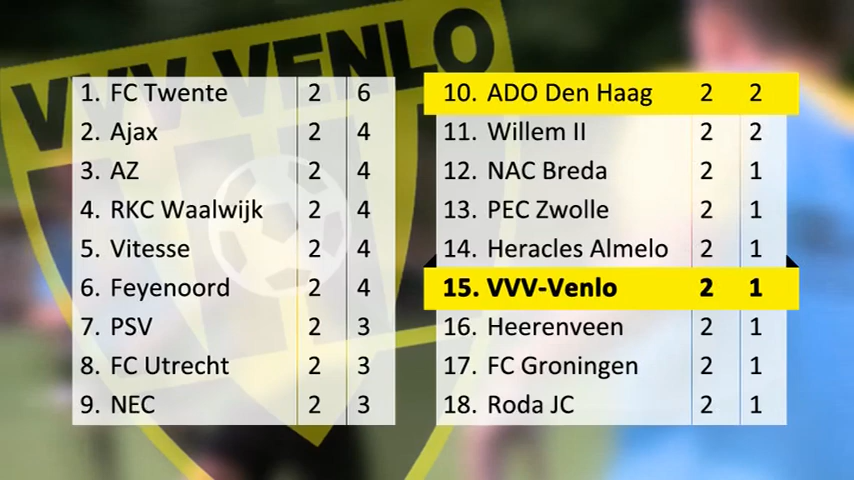 VVV-VENLO
1. FC Twente 2 6
2. Ajax 2 4
3. AZ 2 4
4. RKC Waalwijk 2 4
5. Vitesse 2 4
6. Feyenoord 2 4
7. PSV 2 3
8. FC Utrecht 2 3
9. NEC 2 3
10. ADO Den Haag 2 2
11. Willem II 2 2
12. NAC Breda 2 1
13. PEC Zwolle 2 1
14. Heracles Almelo 2 1
15. VVV-Venlo 2 1
16. Heerenveen 2 1
17. FC Groningen 2 1
18. Roda JC 2 1